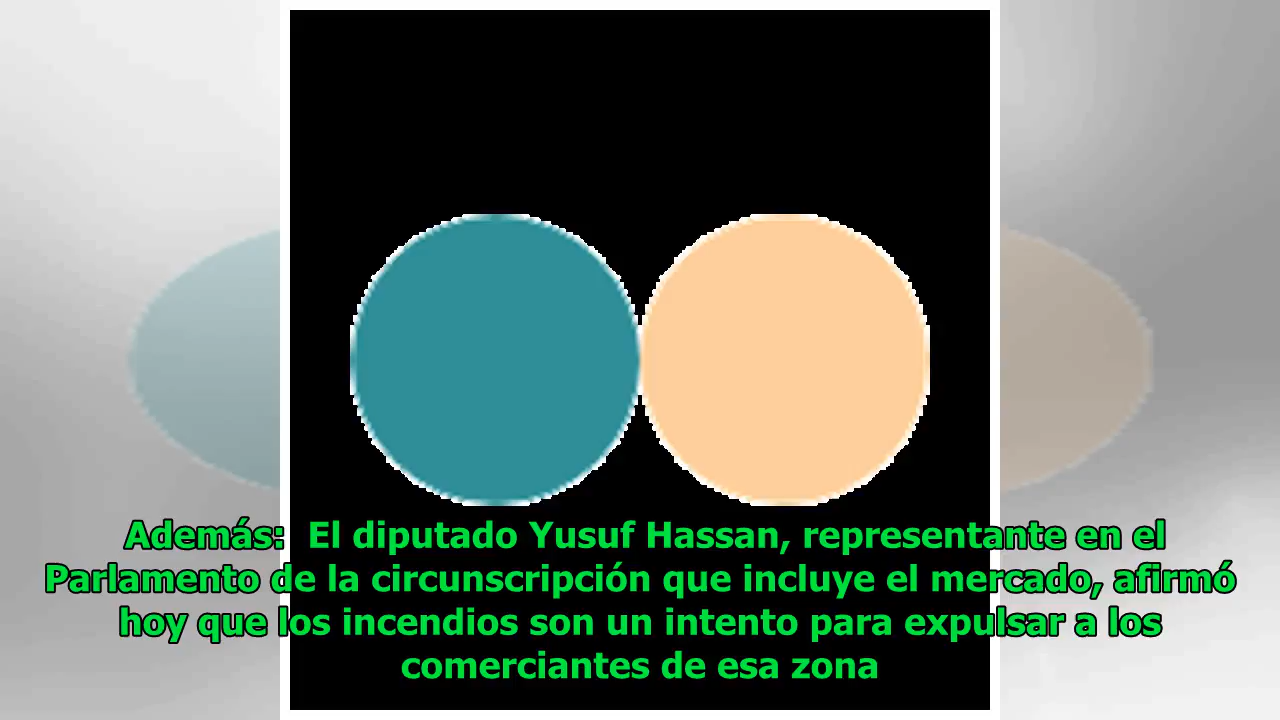 Además:  El diputado Yusuf Hassan, representante en el
Parlamento de la circunscripción que incluye el mercado, afirmó
hoy que los incendios son un intento para expulsar a los
comerciantes de esa zona